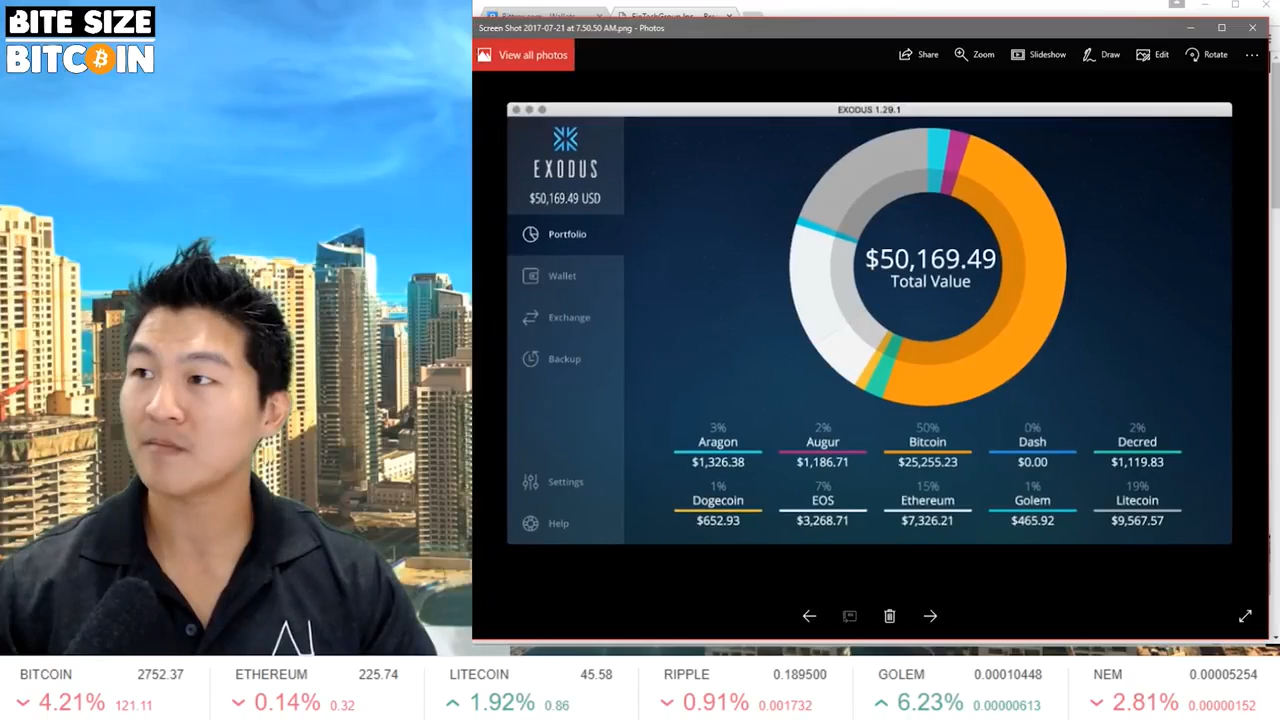 BITE SIZE
BITCOIN
Screen Shot 2017-07-21 at 7.50.50 AM.png - Photos
View all photos
Share
Zoom
Slideshow
Draw
Edit
Rotate
EXODUS 1.29.1
EXODUS
$50,169.49 USD
Portfolio
Wallet
Exchange
Backup
Settings
Help
$50,169.49
Total Value
3% 2% 50% 0% 2%
Aragon Augur Bitcoin Dash Decred
$1,326.38 $1,186.71 $25,255.23 $0.00 $1,119.83
1% 7% 15% 1% 19%
Dogecoin EOS Ethereum Golem Litecoin
$652.93 $3,268.71 $7,326.21 $465.92 $9,567.57
BITCOIN 2752.37
4.21% 121.11
ETHEREUM 225.74
0.14% 0.32
LITECOIN 45.58
1.92% 0.86
RIPPLE 0.189500
0.91% 0.001732
GOLEM 0.00010448
6.23% 0.00000613
NEM 0.00005254
2.81% 0.00000152